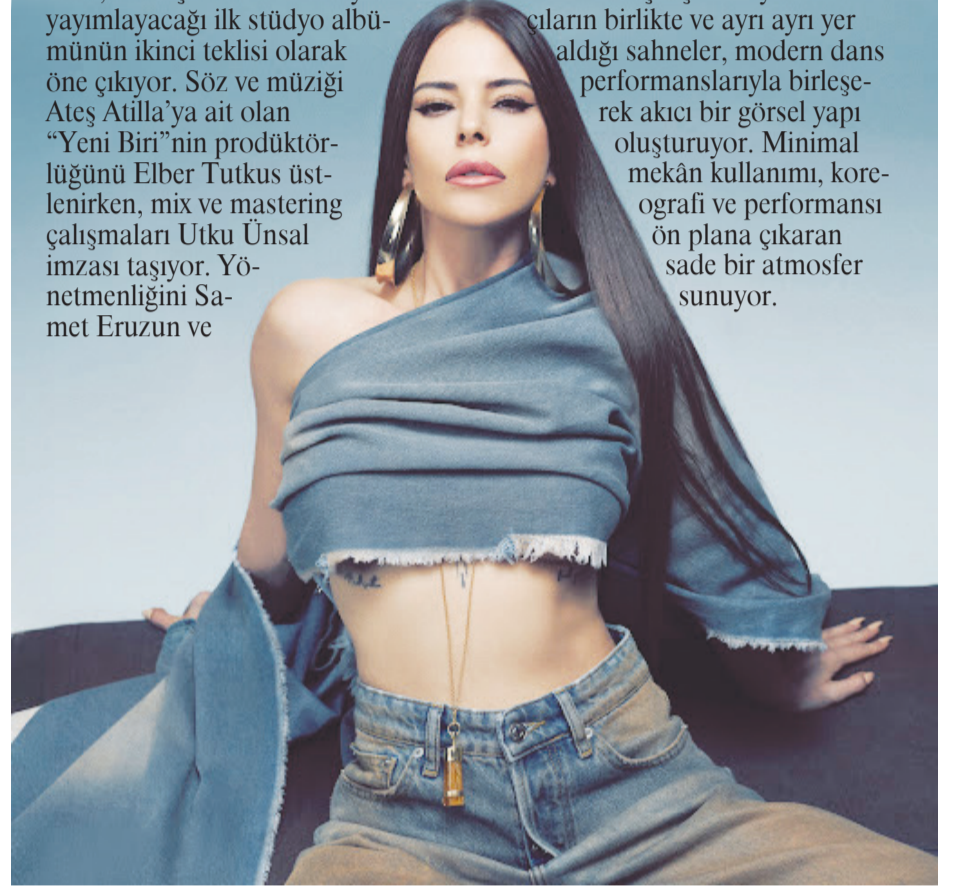 yayımlayacağı ilk stüdyo albü-
münün ikinci teklisi olarak
öne çıkıyor. Söz ve müziği
Ateş Atilla’ya ait olan
“Yeni Biri”nin prodüktör-
lüğünü Elber Tutkus üst-
lenirken, mix ve mastering
çalışmaları Utku Ünsal
imzası taşıyor. Yö-
netmenliğini Sa-
met Eruzun ve
çıların birlikte ve ayrı ayrı yer
aldığı sahneler, modern dans
performanslarıyla birleşe-
rek akıcı bir görsel yapı
oluşturuyor. Minimal
mekân kullanımı, kore-
ografi ve performansı
ön plana çıkaran
sade bir atmosfer
sunuyor.